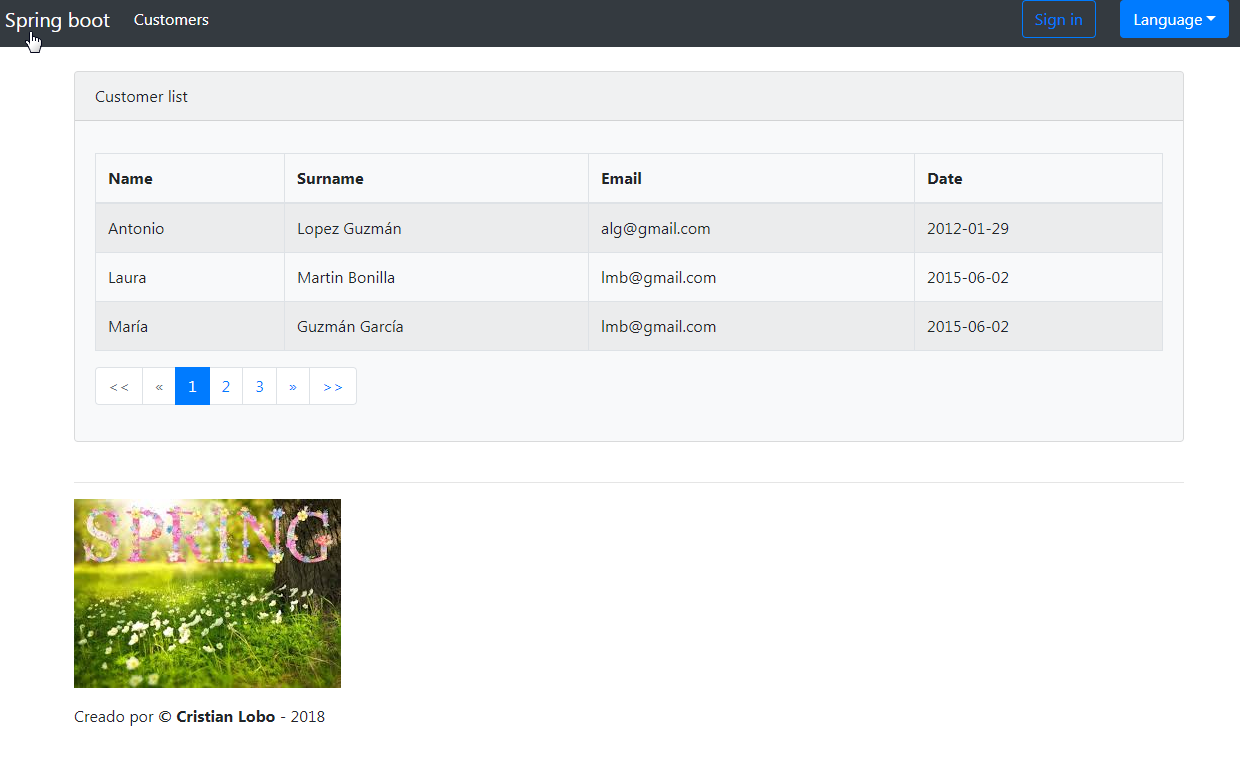 Spring boot Customers Sign in Language
Customer list
Name Surname Email Date
Antonio Lopez Guzmán alg@gmail.com 2012-01-29
Laura Martin Bonilla lmb@gmail.com 2015-06-02
María Guzmán García lmb@gmail.com 2015-06-02
<< « 1 2 3 » >>
SPRING
Creado por © Cristian Lobo - 2018